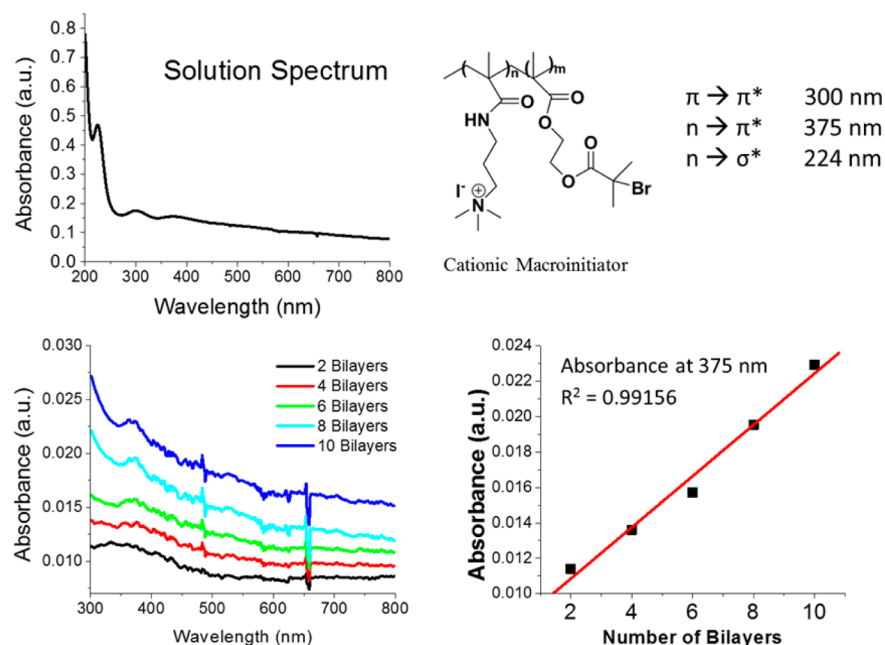 Absorbance (a.u.)
0.8
0.7
0.6
0.5
0.4
0.3
0.2
0.1
0.0
Solution Spectrum
200 300 400 500 600 700 800
Wavelength (nm)
n m
O O
HN O
O
O
Br
I-
+
N
Cationic Macroinitiator
π → π* 300 nm
n → π* 375 nm
n → σ* 224 nm
Absorbance (a.u.)
0.030
0.025
0.020
0.015
0.010
2 Bilayers
4 Bilayers
6 Bilayers
8 Bilayers
10 Bilayers
300 400 500 600 700 800
Wavelength (nm)
Absorbance (a.u.)
0.024
0.022
0.020
0.018
0.016
0.014
0.012
0.010
Absorbance at 375 nm
R² = 0.99156
2 4 6 8 10
Number of Bilayers